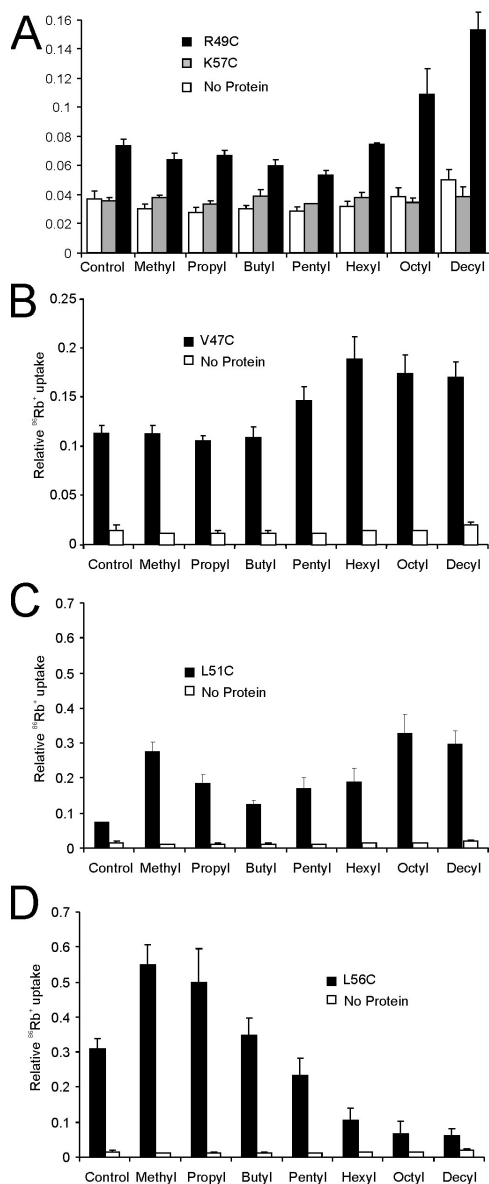 A
0.16
0.14
0.12
0.1
0.08
0.06
0.04
0.02
0
R49C
K57C
No Protein
Control Methyl Propyl Butyl Pentyl Hexyl Octyl Decyl
B
0.25
0.2
0.15
0.1
0.05
0
Relative ⁸⁶Rb⁺ uptake
V47C
No Protein
Control Methyl Propyl Butyl Pentyl Hexyl Octyl Decyl
C
0.7
0.6
0.5
0.4
0.3
0.2
0.1
0
Relative ⁸⁶Rb⁺ uptake
L51C
No Protein
Control Methyl Propyl Butyl Pentyl Hexyl Octyl Decyl
D
0.7
0.6
0.5
0.4
0.3
0.2
0.1
0
Relative ⁸⁶Rb⁺ uptake
L56C
No Protein
Control Methyl Propyl Butyl Pentyl Hexyl Octyl Decyl